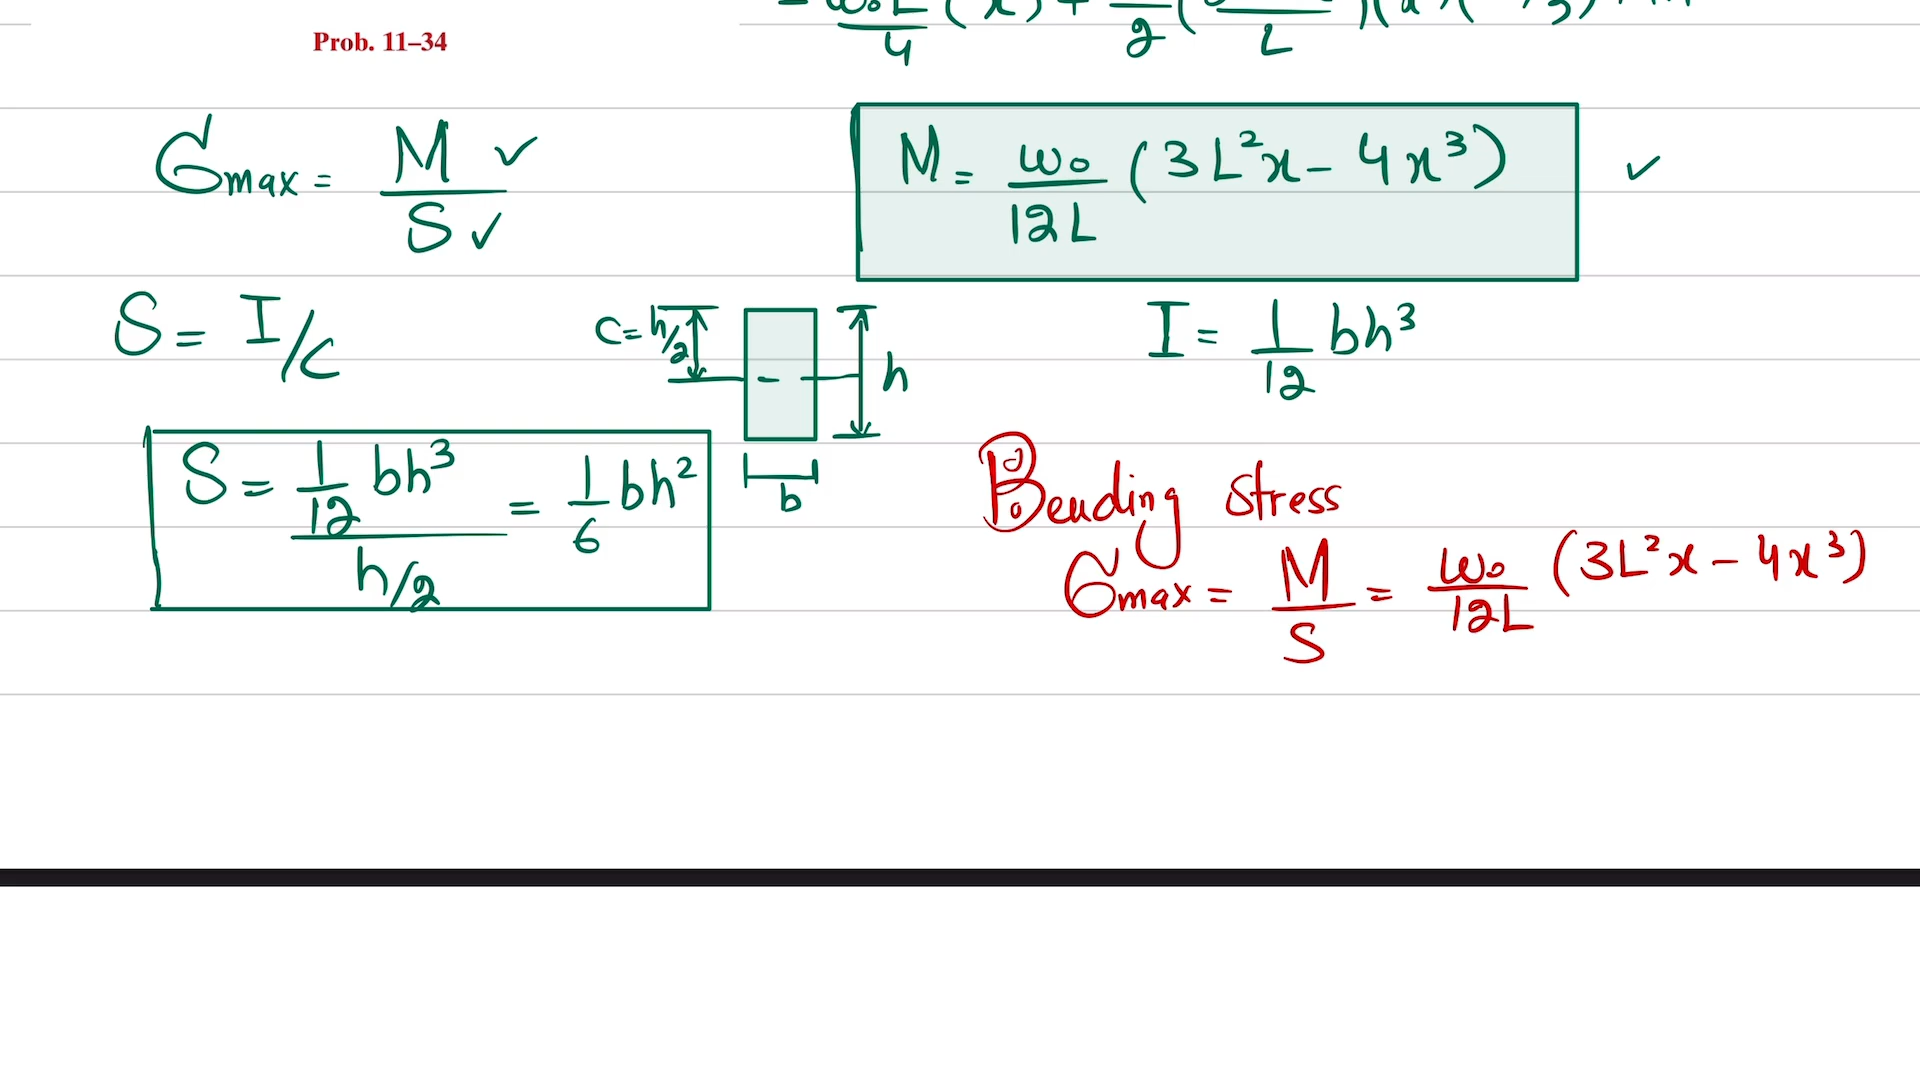 Prob. 11–34
σmax = M/S ✓ ✓
M = w₀/12L (3L²x - 4x³) ✓
S = I/c
c = h/2
h
b
I = 1/12 bh³
S = (1/12 bh³)/(h/2) = 1/6 bh²
Bending Stress
σmax = M/S = w₀/12L (3L²x - 4x³)